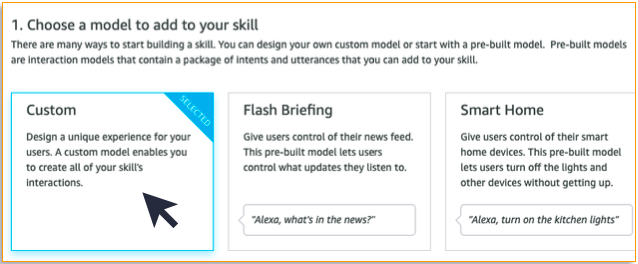 1. Choose a model to add to your skill
There are many ways to start building a skill. You can design your own custom model or start with a pre-built model. Pre-built models
are interaction models that contain a package of intents and utterances that you can add to your skill.
Custom
SELECTED
Design a unique experience for your
users. A custom model enables you
to create all of your skill's
interactions.
Flash Briefing
Give users control of their news feed.
This pre-built model lets users
control what updates they listen to.
"Alexa, what's in the news?"
Smart Home
Give users control of their smart
home devices. This pre-built model
lets users turn off the lights and
other devices without getting up.
"Alexa, turn on the kitchen lights"